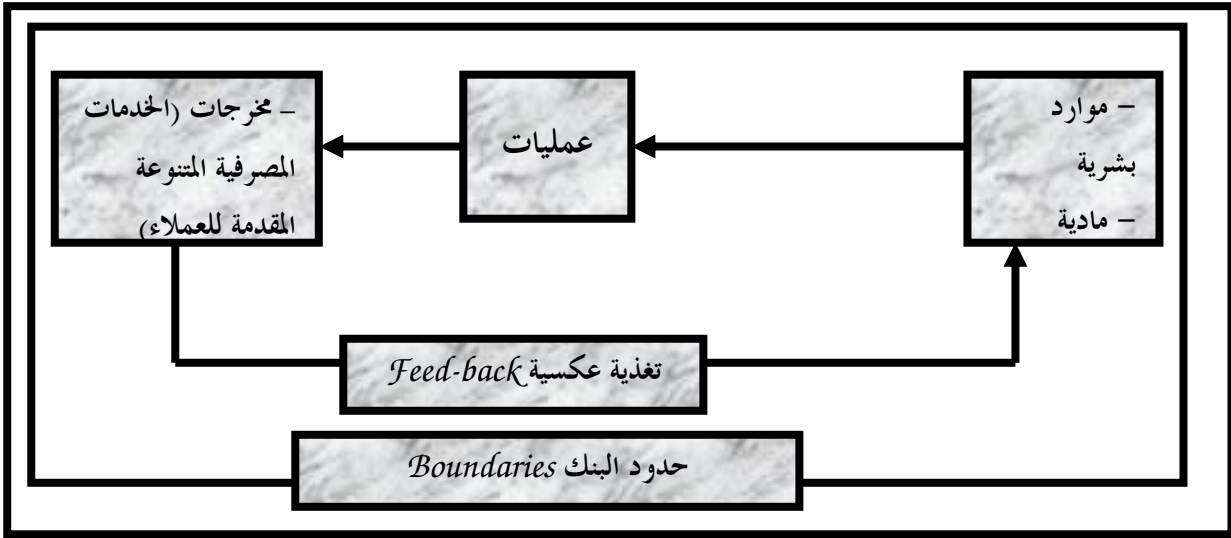 – موارد
بشرية
– مادية
عمليات
– مخرجات (الخدمات
المصرفية المتنوعة
المقدمة للعملاء)
تغذية عكسية Feed-back
حدود البنك Boundaries